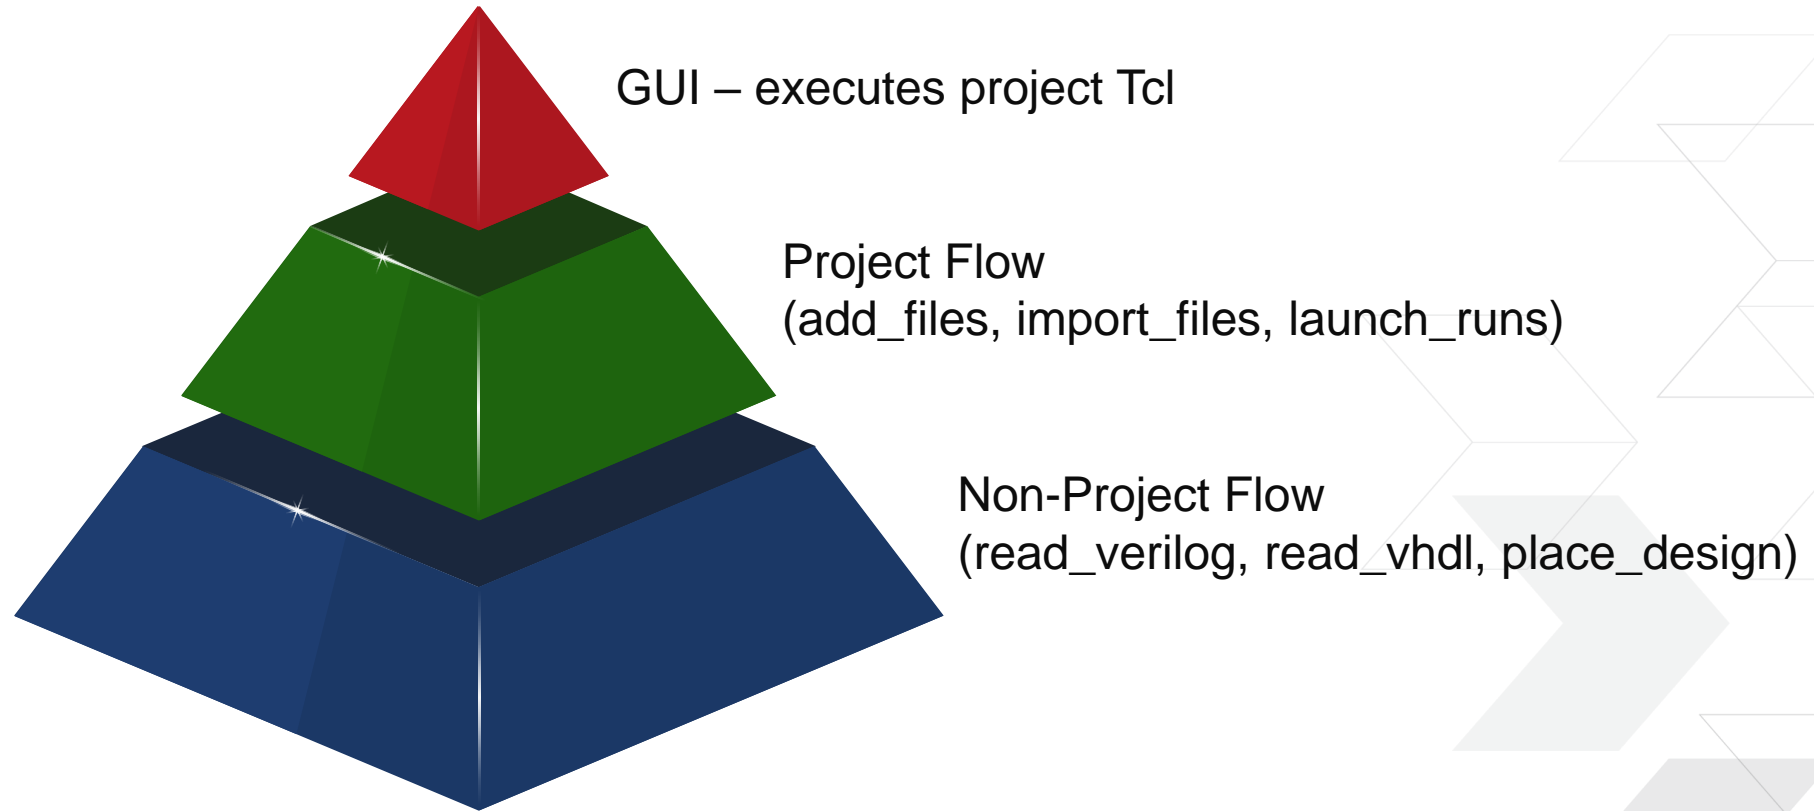 GUI – executes project Tcl
Project Flow
(add_files, import_files, launch_runs)
Non-Project Flow
(read_verilog, read_vhdl, place_design)